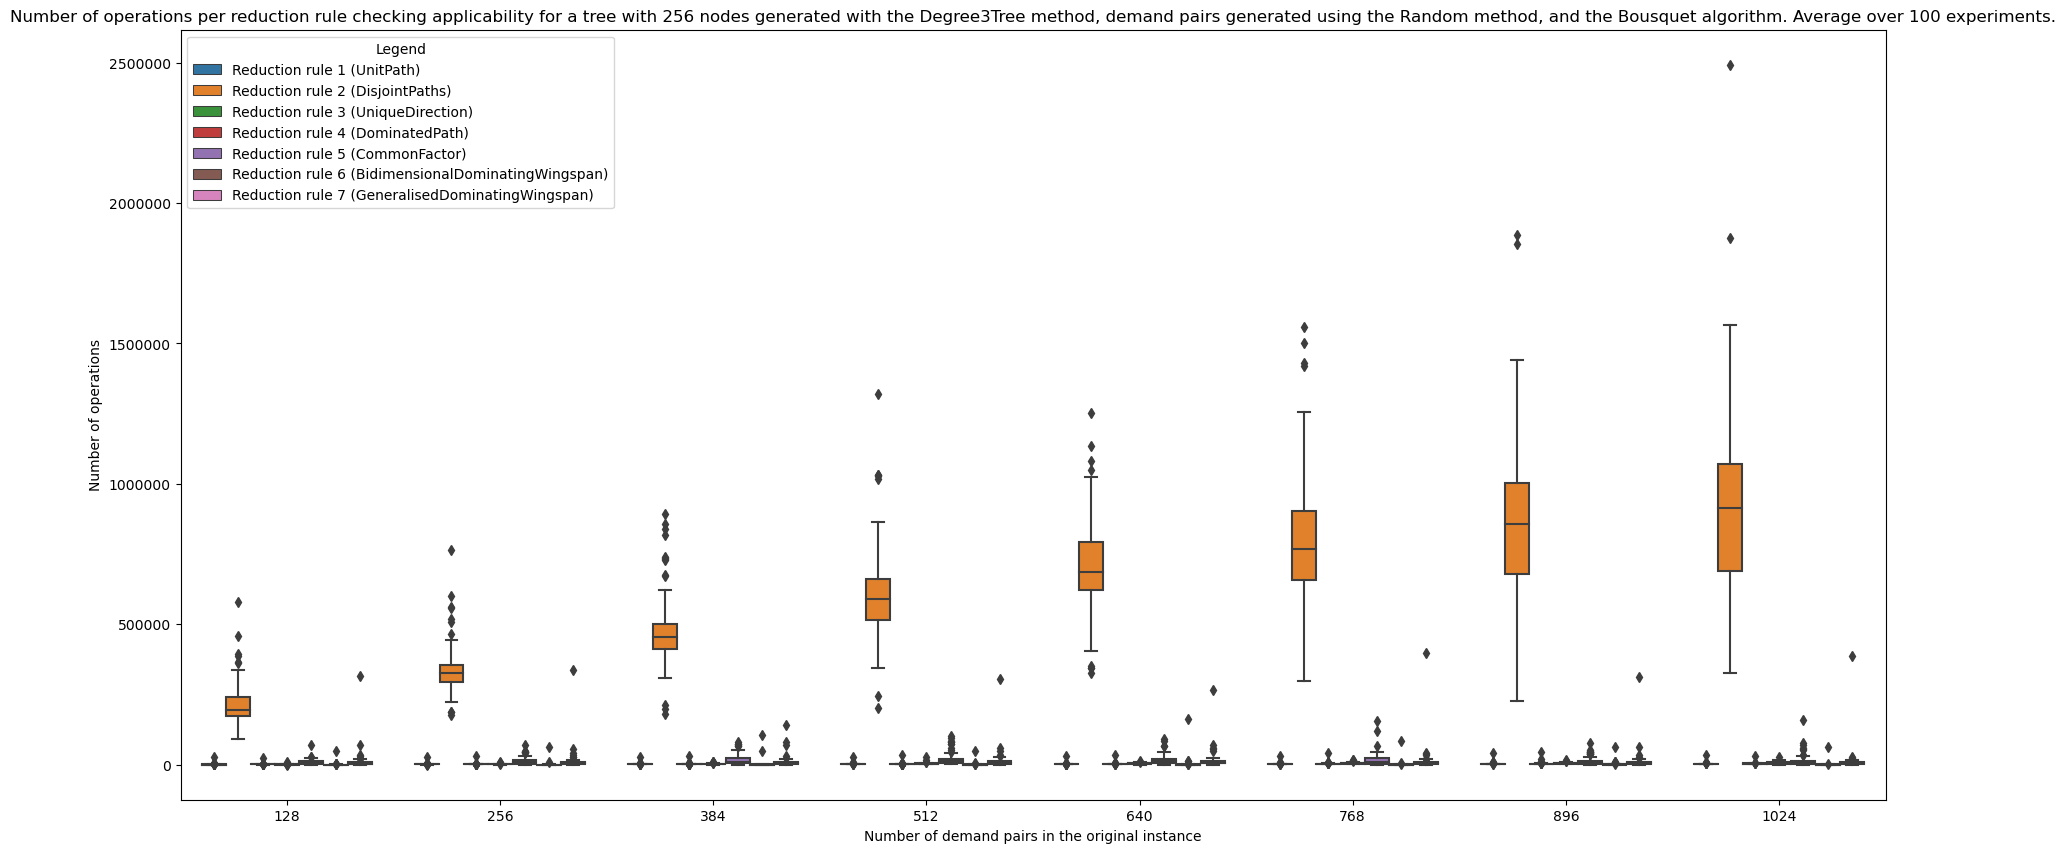 Number of operations per reduction rule checking applicability for a tree with 256 nodes generated with the Degree3Tree method, demand pairs generated using the Random method, and the Bousquet algorithm. Average over 100 experiments.
Legend
Reduction rule 1 (UnitPath)
Reduction rule 2 (DisjointPaths)
Reduction rule 3 (UniqueDirection)
Reduction rule 4 (DominatedPath)
Reduction rule 5 (CommonFactor)
Reduction rule 6 (BidimensionalDominatingWingspan)
Reduction rule 7 (GeneralisedDominatingWingspan)
Number of operations
2500000
2000000
1500000
1000000
500000
0
128
256
384
512
640
768
896
1024
Number of demand pairs in the original instance